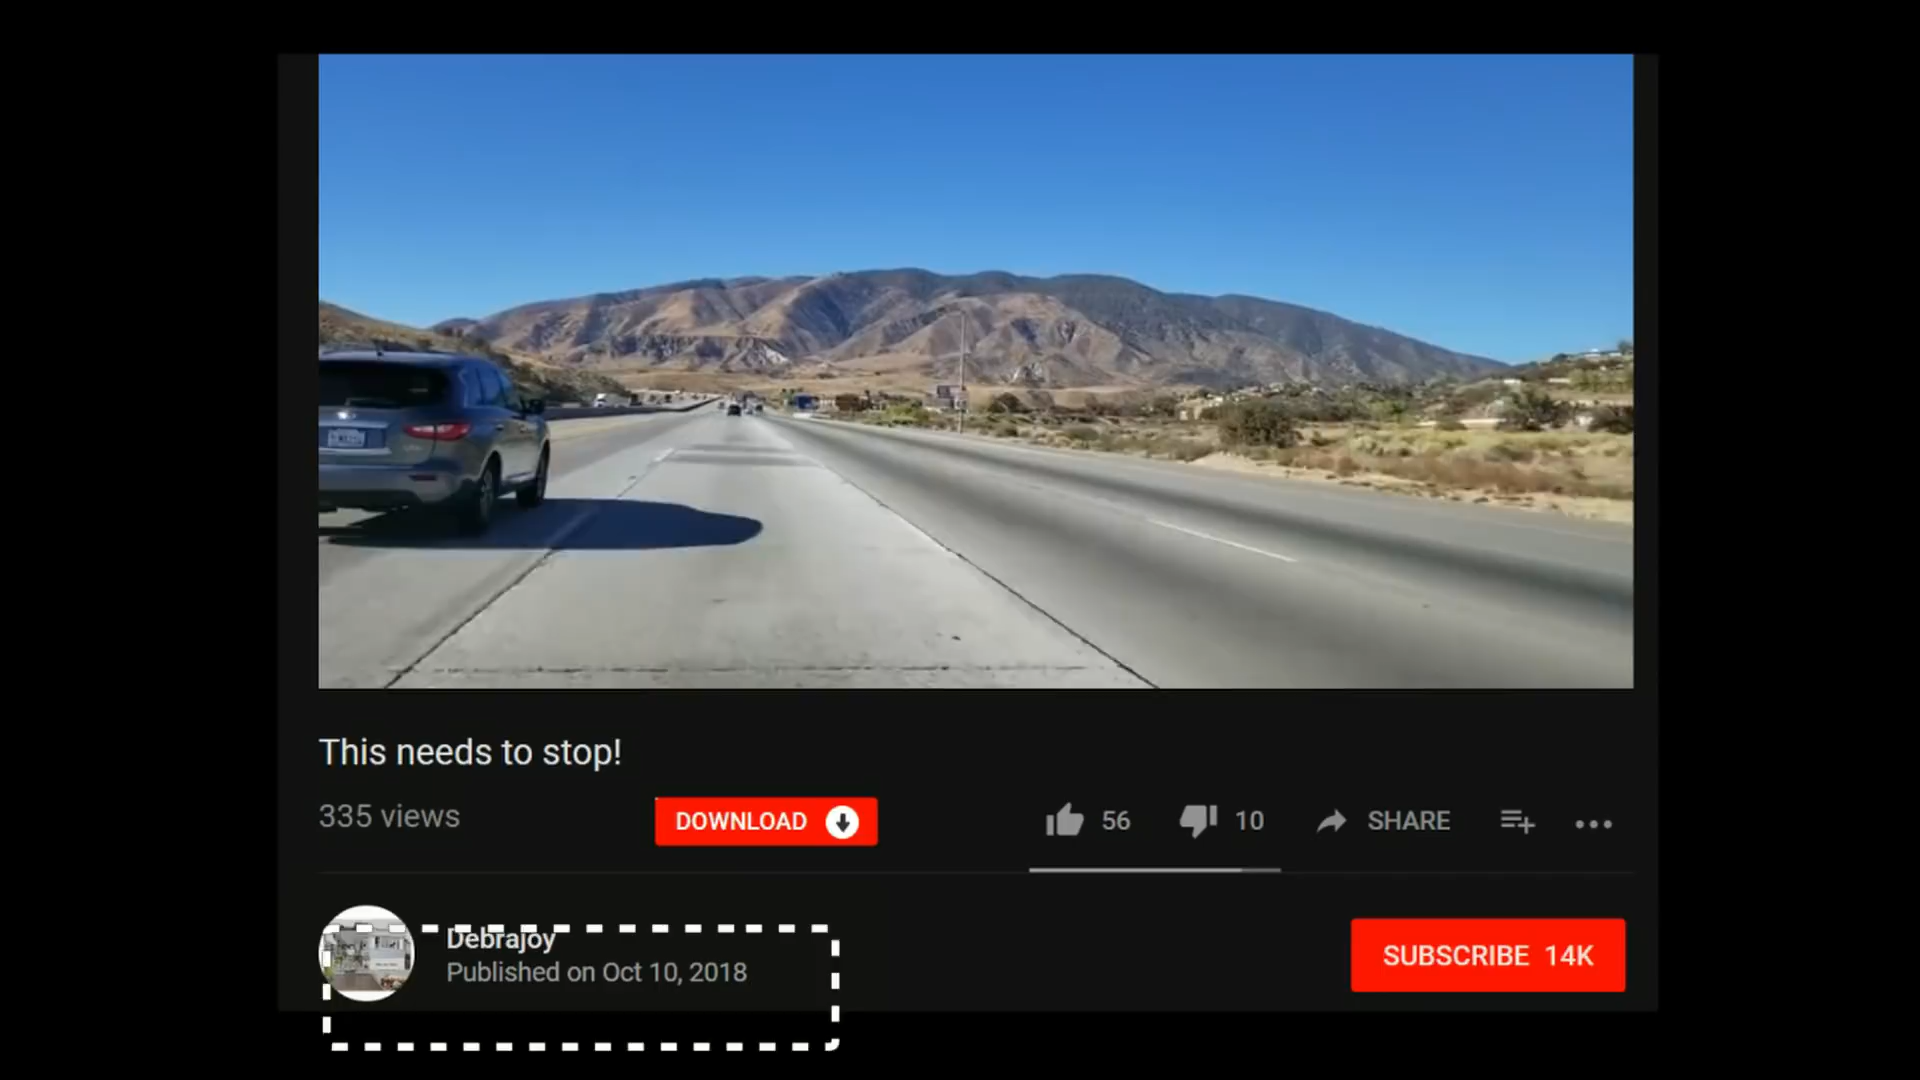 This needs to stop!
335 views
DOWNLOAD
56
10
SHARE
Debrajoy
Published on Oct 10, 2018
SUBSCRIBE 14K